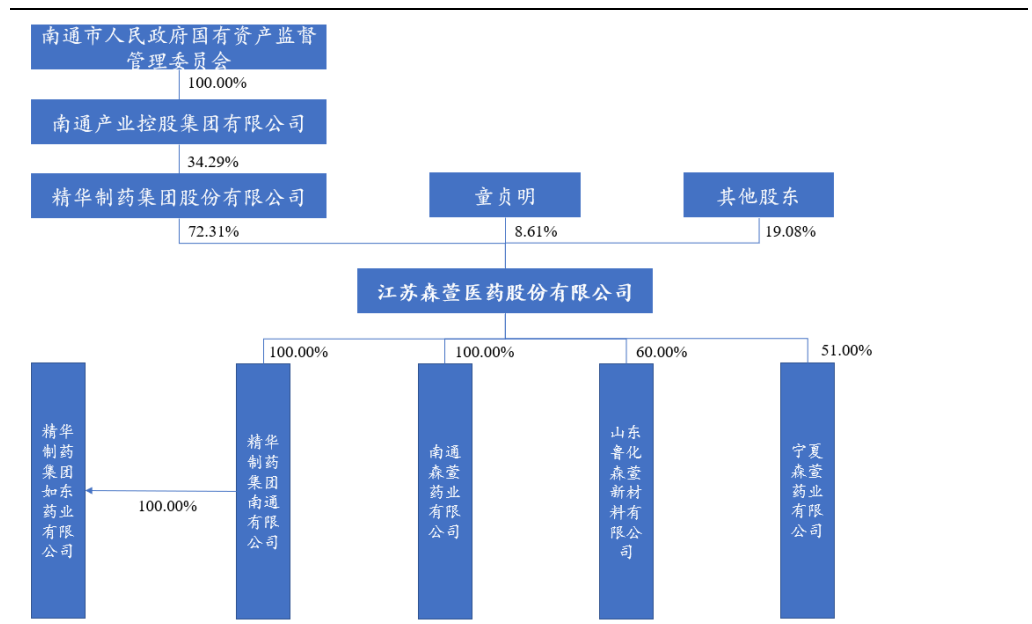 南通市人民政府国有资产监督
管理委员会
100.00%
南通产业控股集团有限公司
34.29%
精华制药集团股份有限公司
童贞明
其他股东
72.31%
8.61%
19.08%
江苏森萱医药股份有限公司
100.00%
100.00%
60.00%
51.00%
精华
制药
集团
如东
药业
有限
公司
100.00%
精华
制药
集团
南通
有限
公司
南通
森萱
药业
有限
公司
山东
鲁化
森萱
新材
料有
限公
司
宁夏
森萱
药业
有限
公司